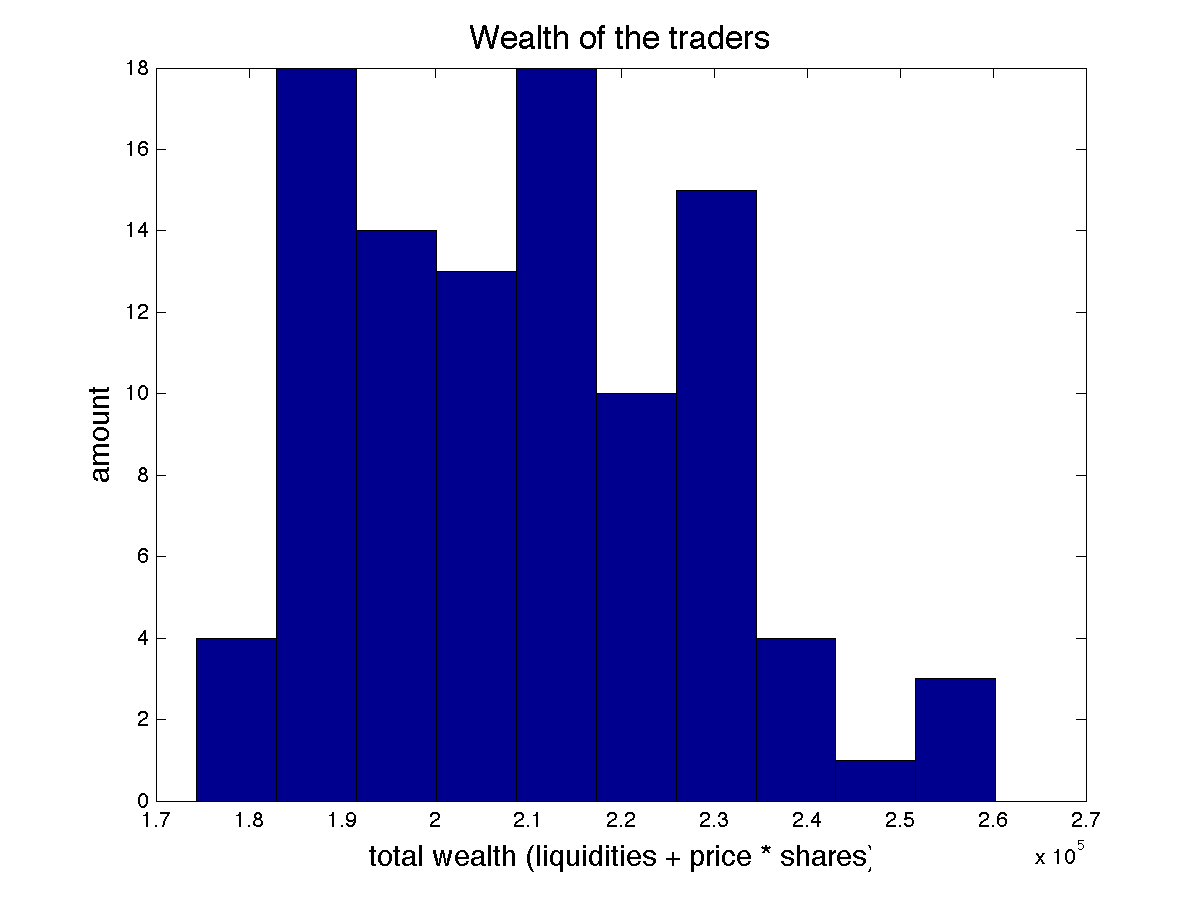 Wealth of the traders
18
16
14
12
10
8
6
4
2
0
amount
1.7 1.8 1.9 2 2.1 2.2 2.3 2.4 2.5 2.6 2.7
total wealth (liquidities + price * shares)
x 10^5